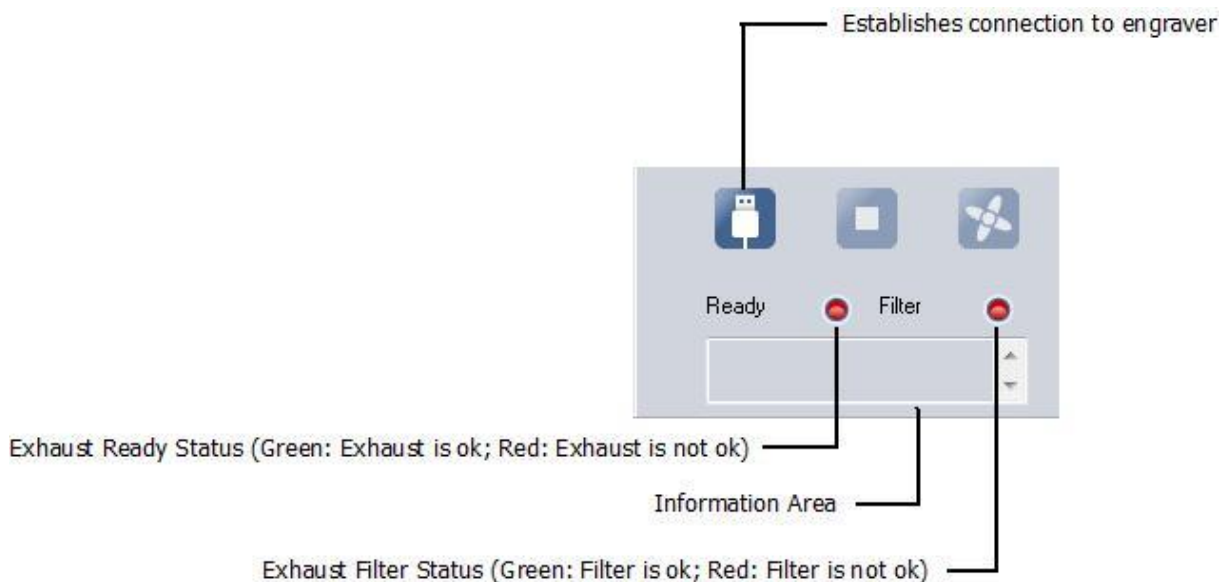 Establishes connection to engraver
Ready Filter
Exhaust Ready Status (Green: Exhaust is ok; Red: Exhaust is not ok)
Information Area
Exhaust Filter Status (Green: Filter is ok; Red: Filter is not ok)